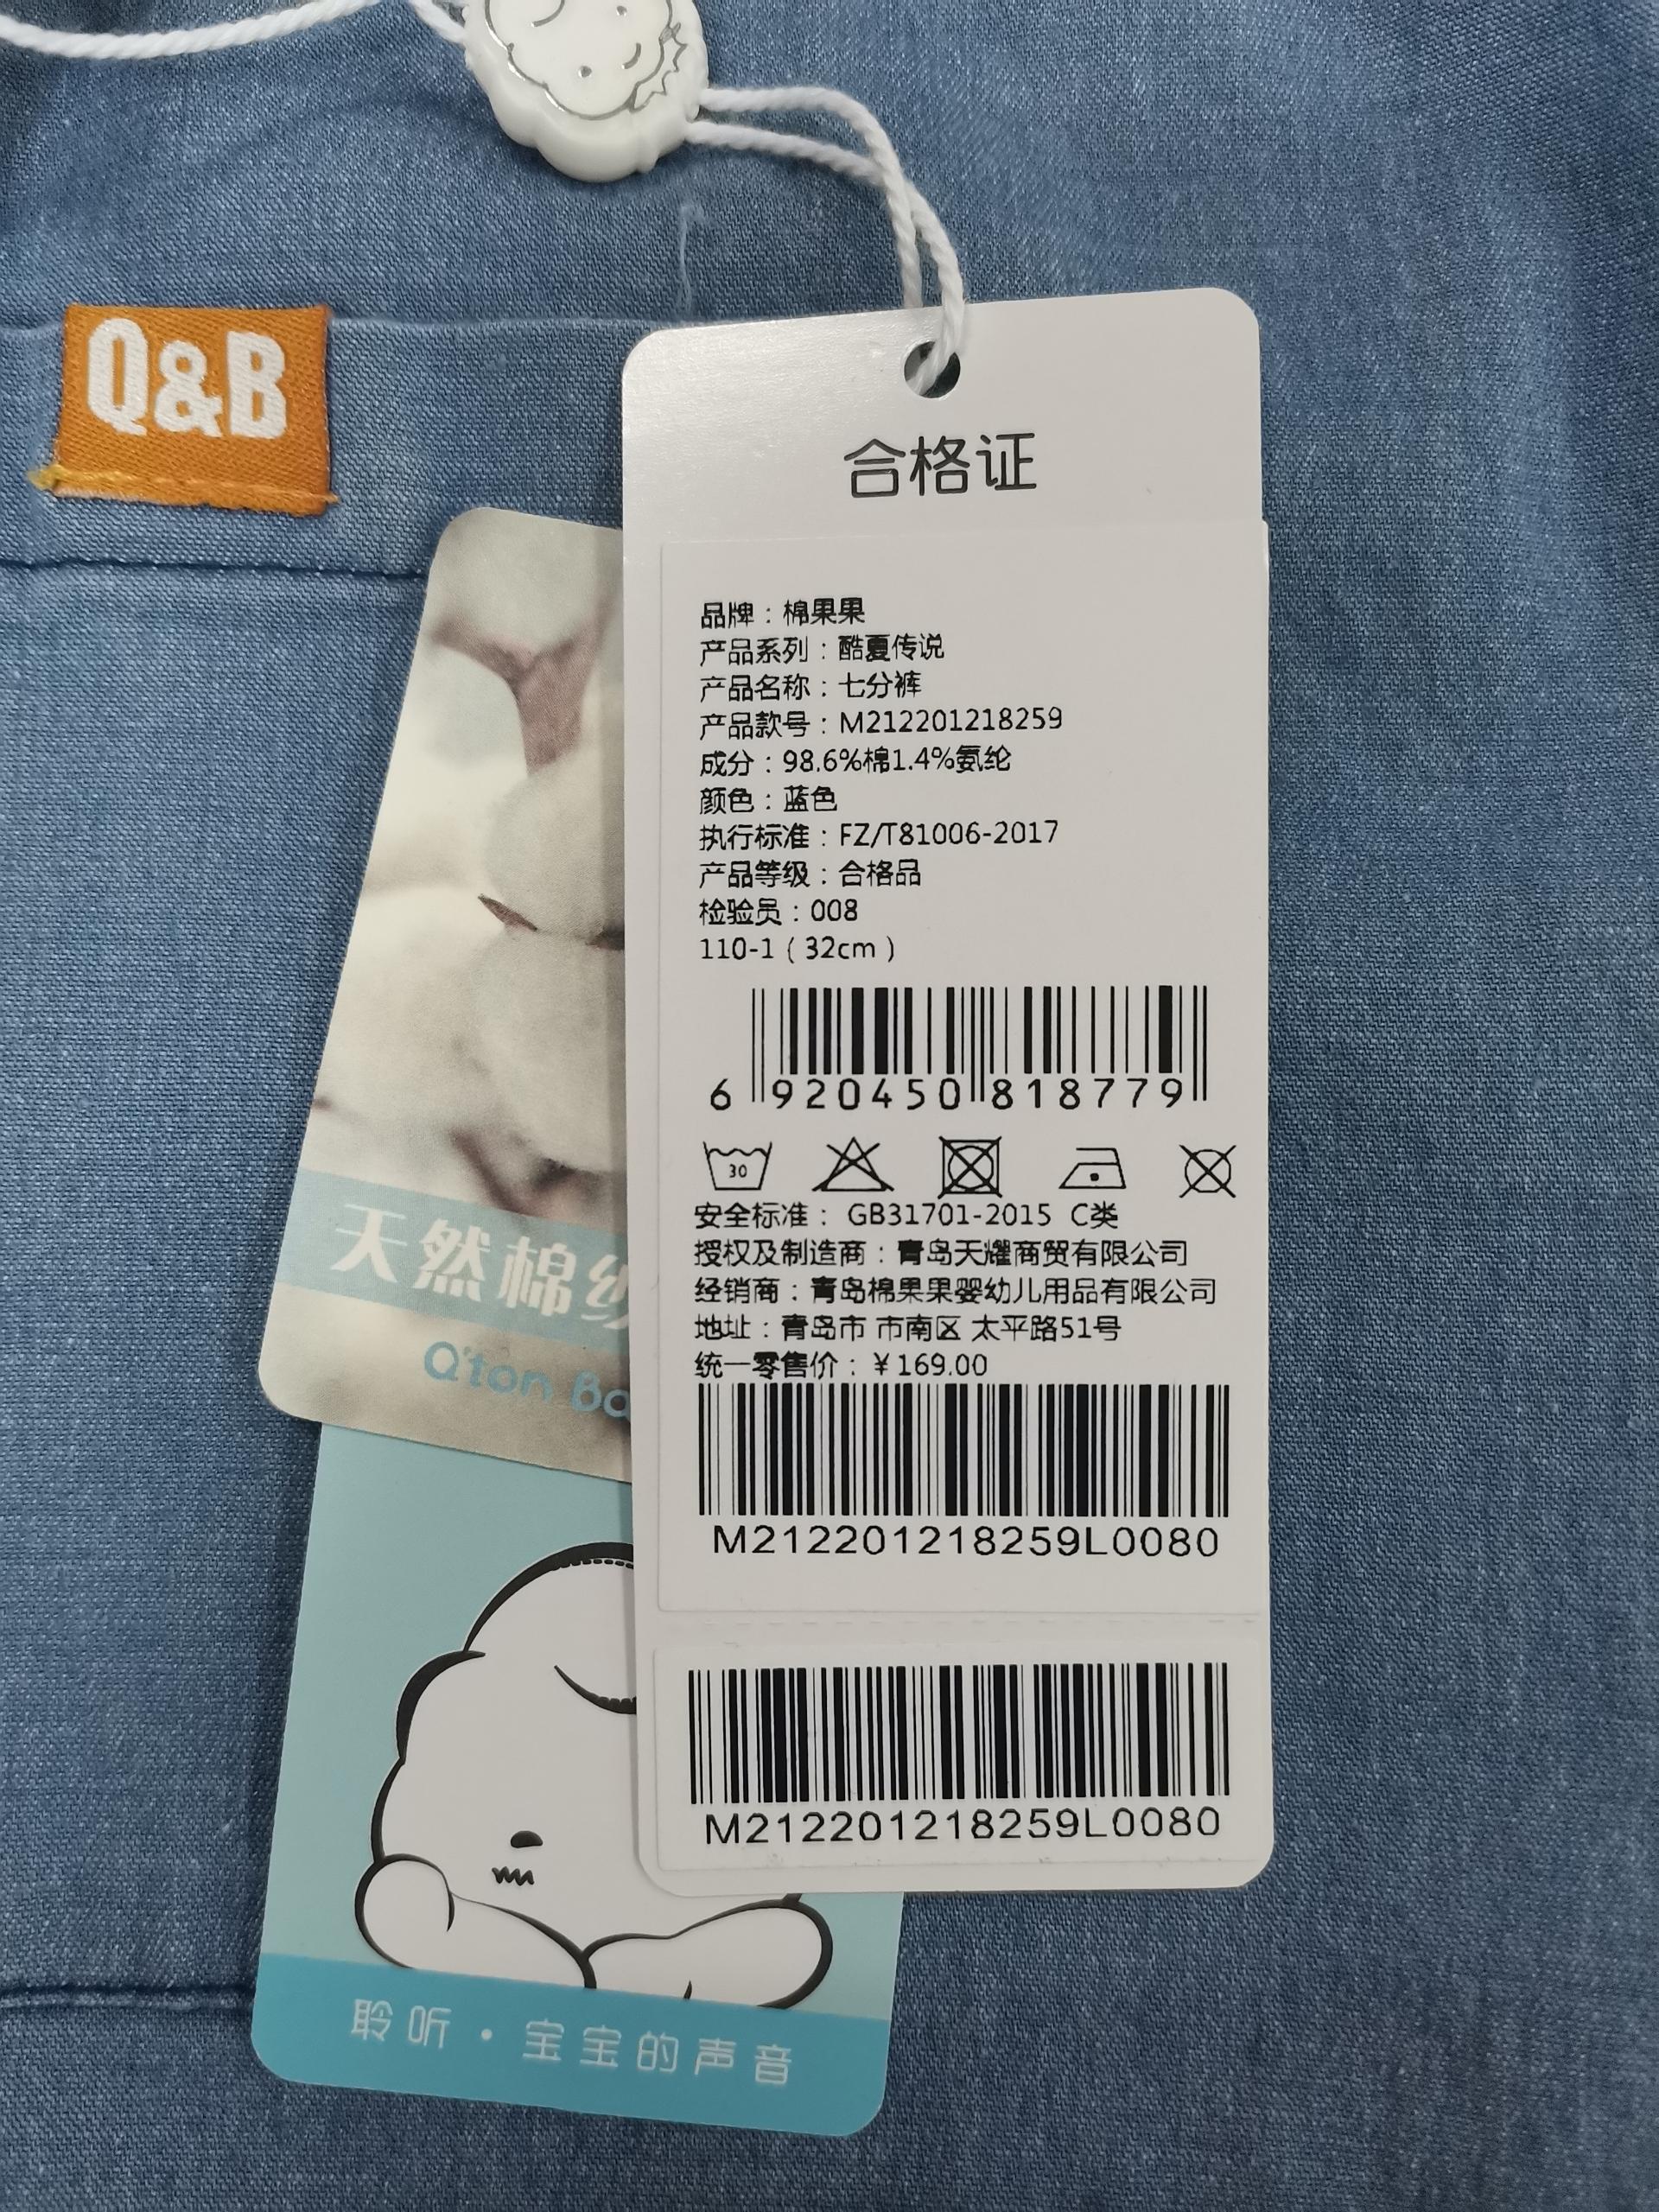 Q&B
合格证
品牌：棉果果
产品系列：酷夏传说
产品名称：七分裤
产品款号：M212201218259
成分：98.6%棉1.4%氨纶
颜色：蓝色
执行标准：FZ/T81006-2017
产品等级：合格品
检验员：008
110-1（32cm）
6 920450 818779
30
安全标准： GB31701-2015 C类
授权及制造商：青岛天耀商贸有限公司
经销商：青岛棉果果婴幼儿用品有限公司
地址：青岛市 市南区 太平路51号
统一零售价：￥169.00
M212201218259L0080
M212201218259L0080
天然棉
Q'ton Ba
聆听·宝宝的声音